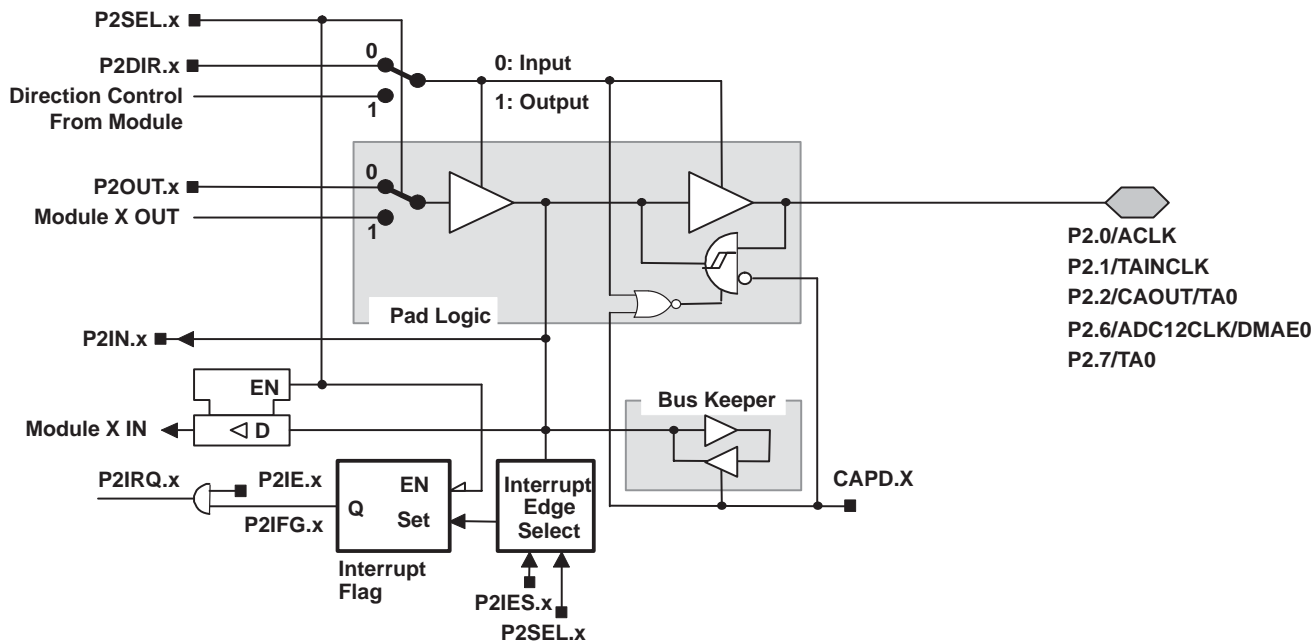 P2SEL.x
0
P2DIR.x
0: Input
Direction Control
From Module
1
1: Output
P2OUT.x
0
Module X OUT
1
P2.0/ACLK
P2.1/TAINCLK
P2.2/CAOUT/TA0
P2.6/ADC12CLK/DMAE0
P2.7/TA0
Pad Logic
P2IN.x
EN
Bus Keeper
Module X IN
D
P2IRQ.x
P2IE.x
EN
Interrupt
Edge
Select
CAPD.X
Q
Set
P2IFG.x
Interrupt
Flag
P2IES.x
P2SEL.x